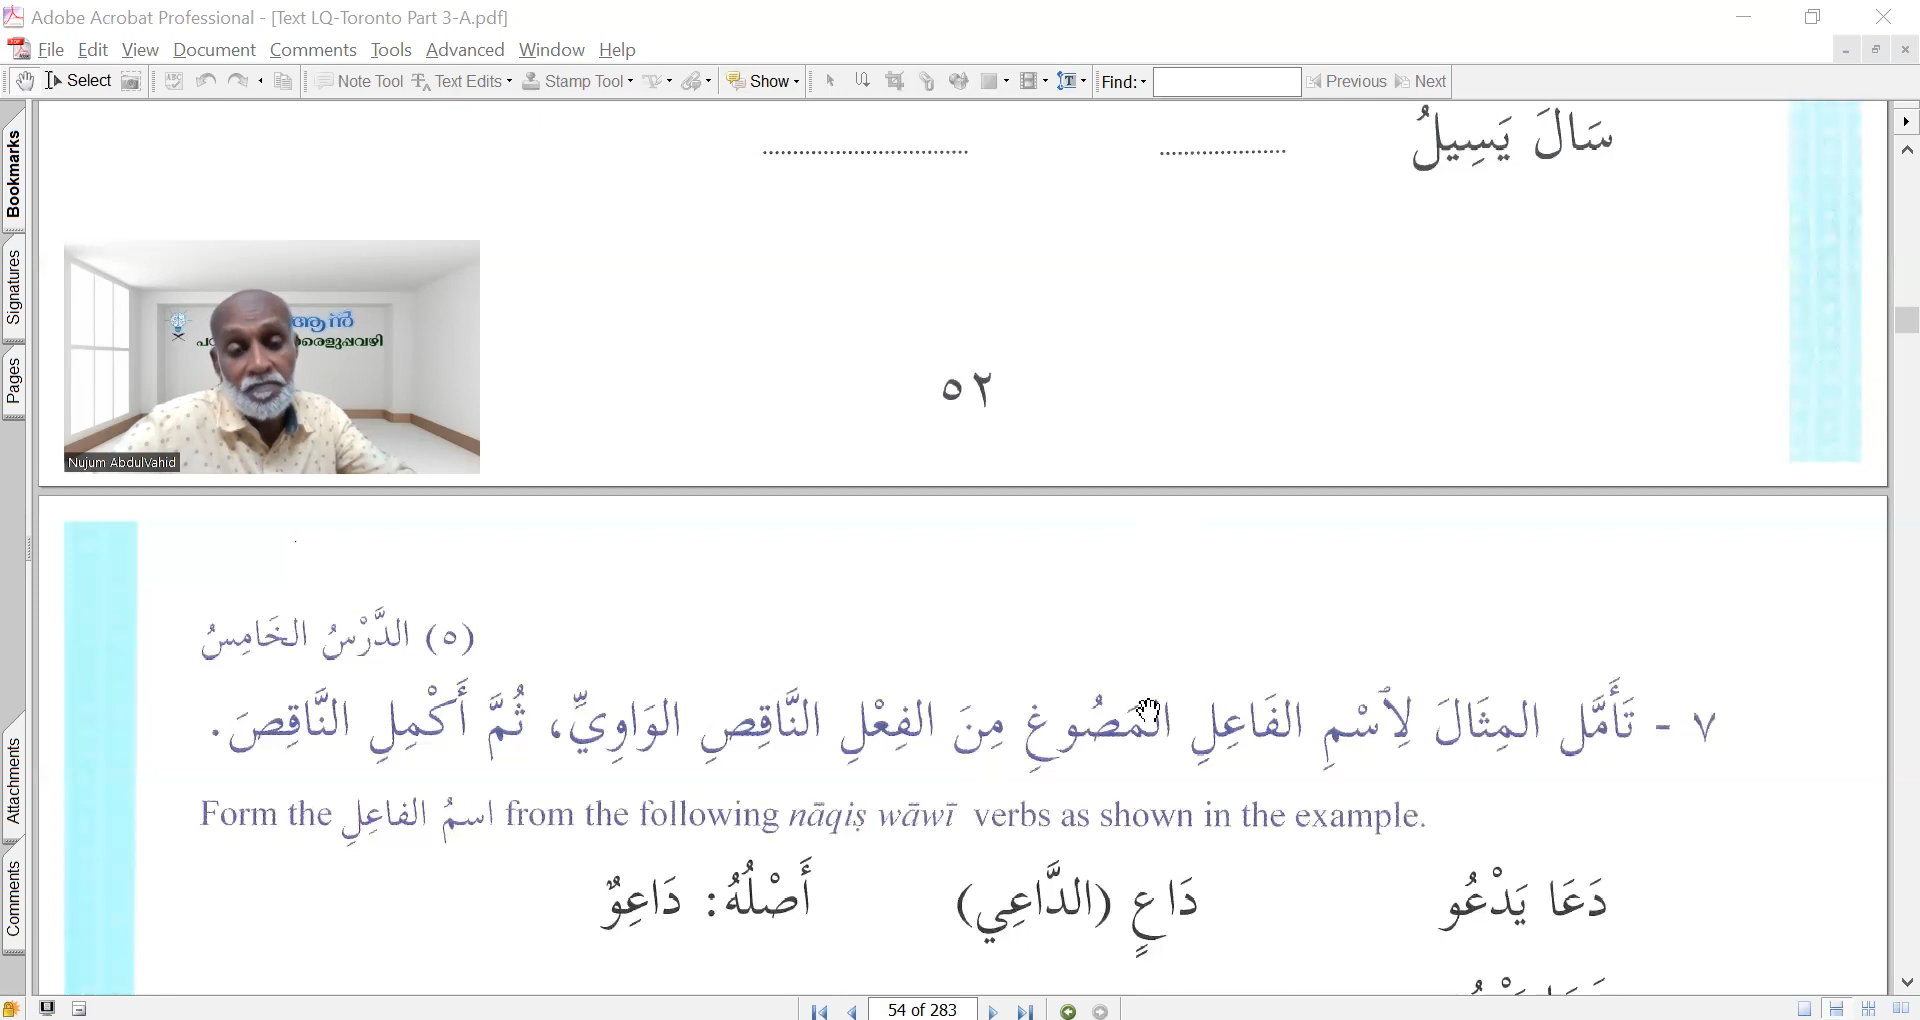 Adobe Acrobat Professional - [Text LQ-Toronto Part 3-A.pdf]
File Edit View Document Comments Tools Advanced Window Help
Select Note Tool Text Edits Stamp Tool Show Find: Previous Next
Bookmarks
Signatures
Pages
Attachments
Comments
سَالَ يَسِيلُ ........................ ........................
ആൻ
Nujum AbdulVahid
٥٢
(٥) الدَّرْسُ الخَامِسُ
٧ - تَأَمَّل المِثَالَ لِٱسْمِ الفَاعِلِ المَصُوغِ مِنَ الفِعْلِ النَّاقِصِ الوَاوِيِّ، ثُمَّ أَكْمِلِ النَّاقِصَ.
Form the اسمُ الفاعِلِ from the following nāqiṣ wāwī verbs as shown in the example.
دَعَا يَدْعُو دَاعٍ (الدَّاعِي) أَصْلُهُ: دَاعِوٌ
54 of 283